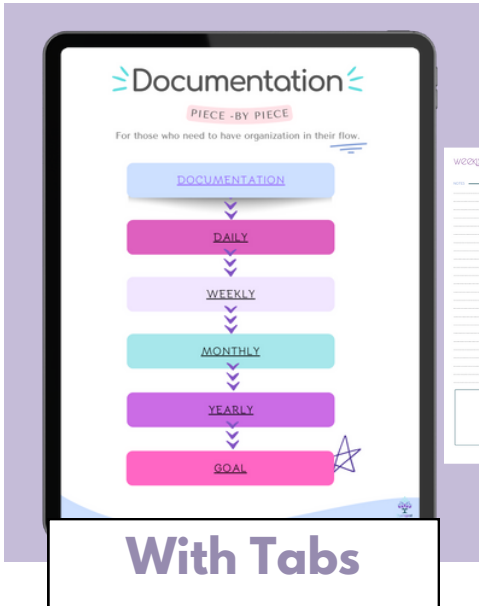 Documentation
PIECE -BY PIECE
For those who need to have organization in their flow.
DOCUMENTATION
DAILY
WEEKLY
MONTHLY
YEARLY
GOAL
With Tabs